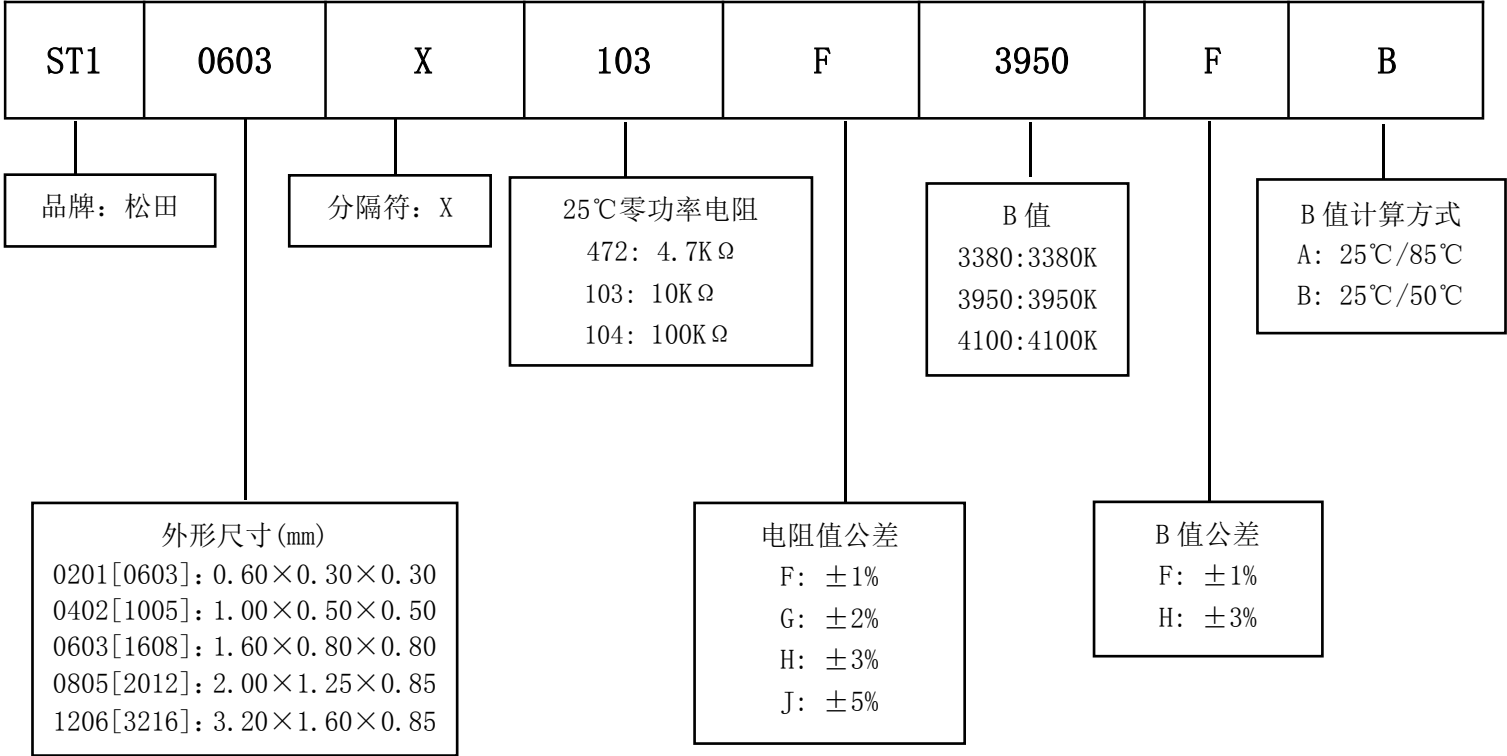 ST1 0603 X 103 F 3950 F B
品牌：松田
分隔符：X
25℃零功率电阻
472: 4.7KΩ
103: 10KΩ
104: 100KΩ
B值
3380:3380K
3950:3950K
4100:4100K
B值计算方式
A: 25℃/85℃
B: 25℃/50℃
外形尺寸(mm)
0201[0603]：0.60×0.30×0.30
0402[1005]：1.00×0.50×0.50
0603[1608]：1.60×0.80×0.80
0805[2012]：2.00×1.25×0.85
1206[3216]：3.20×1.60×0.85
电阻值公差
F: ±1%
G: ±2%
H: ±3%
J: ±5%
B值公差
F: ±1%
H: ±3%